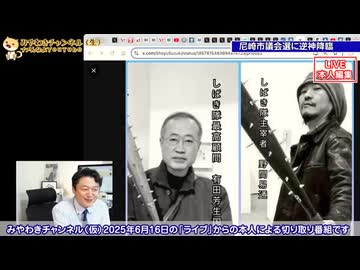 みやわきチャンネル(仮)
(生)
尼崎市議会選に逆神降臨
LIVE
本人編集
しばき隊最高顧問 有田芳生
しばき隊主宰者 野間易通
みやわきチャンネル(仮)2025年6月16日の「ライブ」からの本人による切り取り番組です